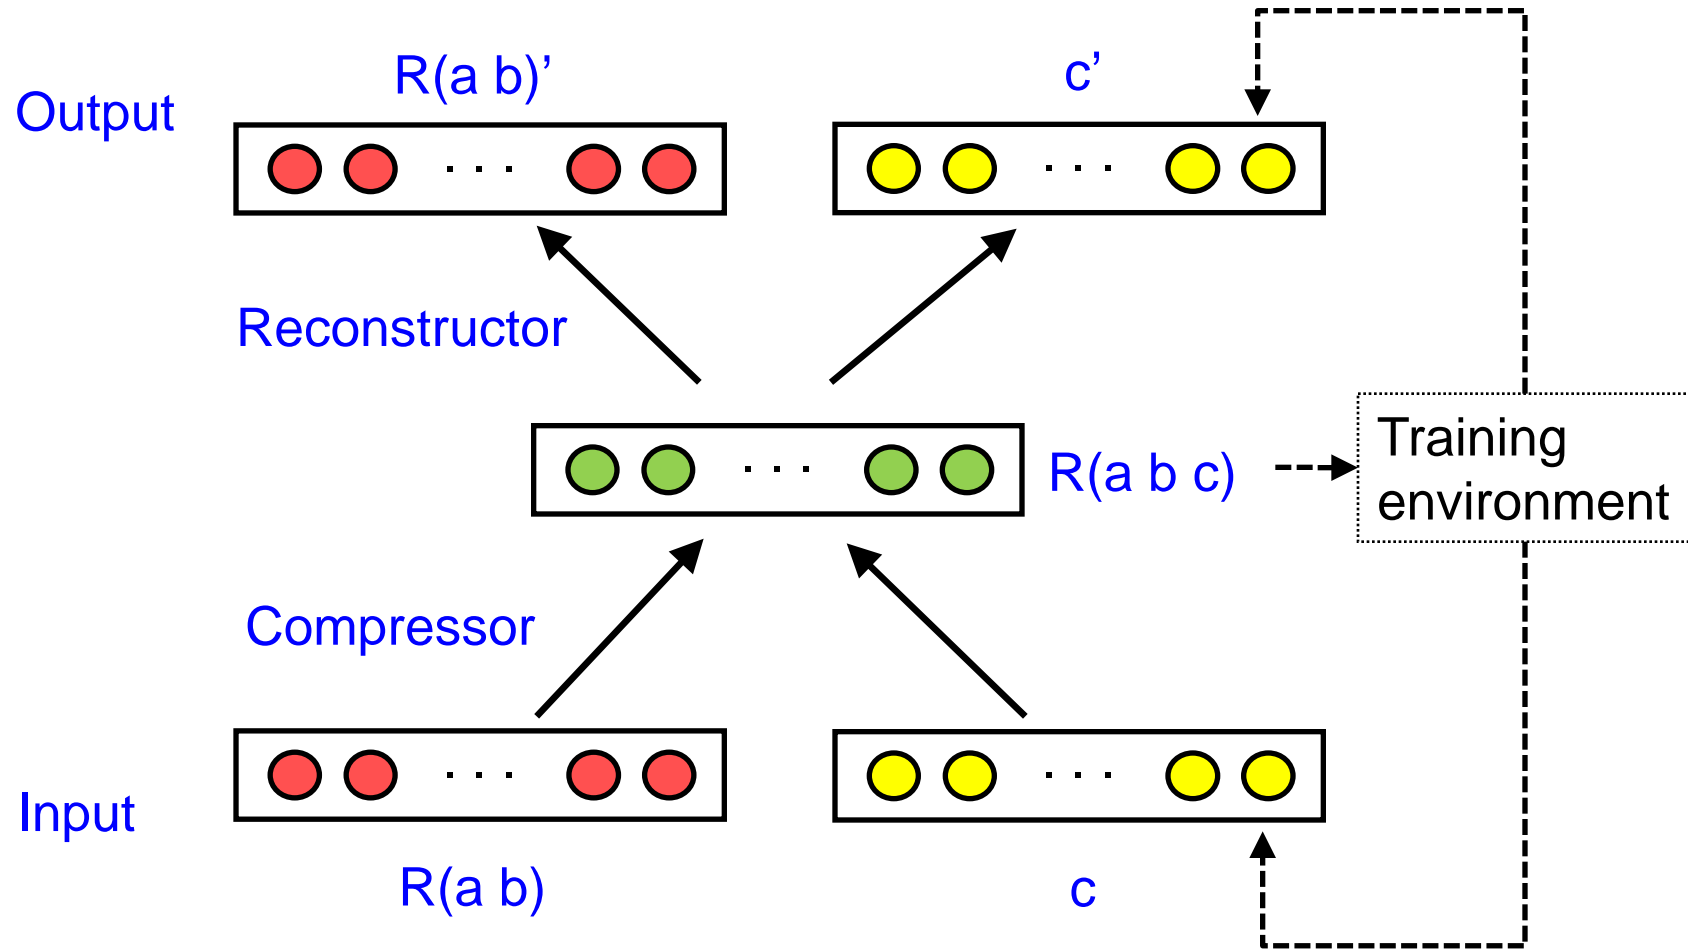 R(a b)’
c’
Output
Reconstructor
R(a b c)
Training
environment
Compressor
Input
R(a b)
c